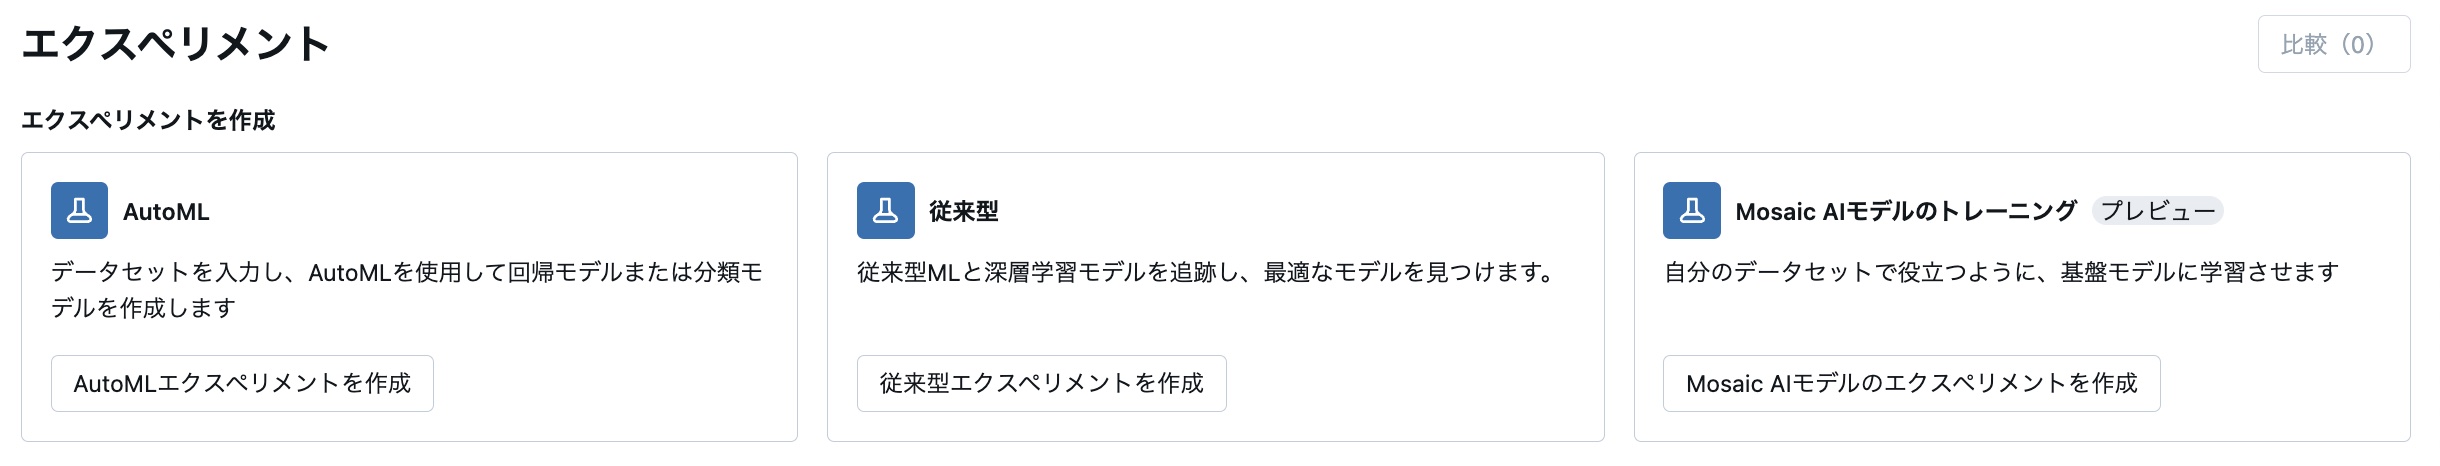 エクスペリメント
比較（0）
エクスペリメントを作成
AutoML
データセットを入力し、AutoMLを使用して回帰モデルまたは分類モ
デルを作成します
AutoMLエクスペリメントを作成
従来型
従来型MLと深層学習モデルを追跡し、最適なモデルを見つけます。
従来型エクスペリメントを作成
Mosaic AIモデルのトレーニング プレビュー
自分のデータセットで役立つように、基盤モデルに学習させます
Mosaic AIモデルのエクスペリメントを作成